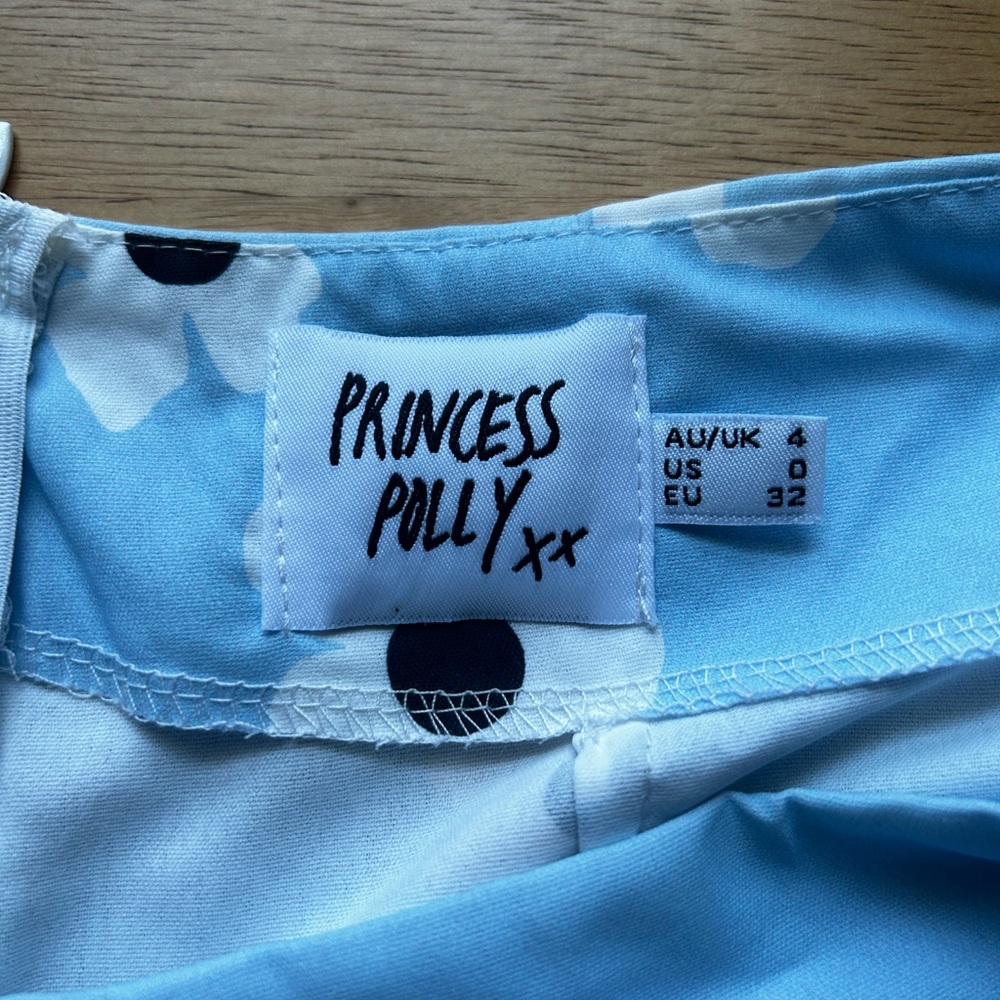 PRINCESS
POLLY xx
AU/UK 4
US 0
EU 32